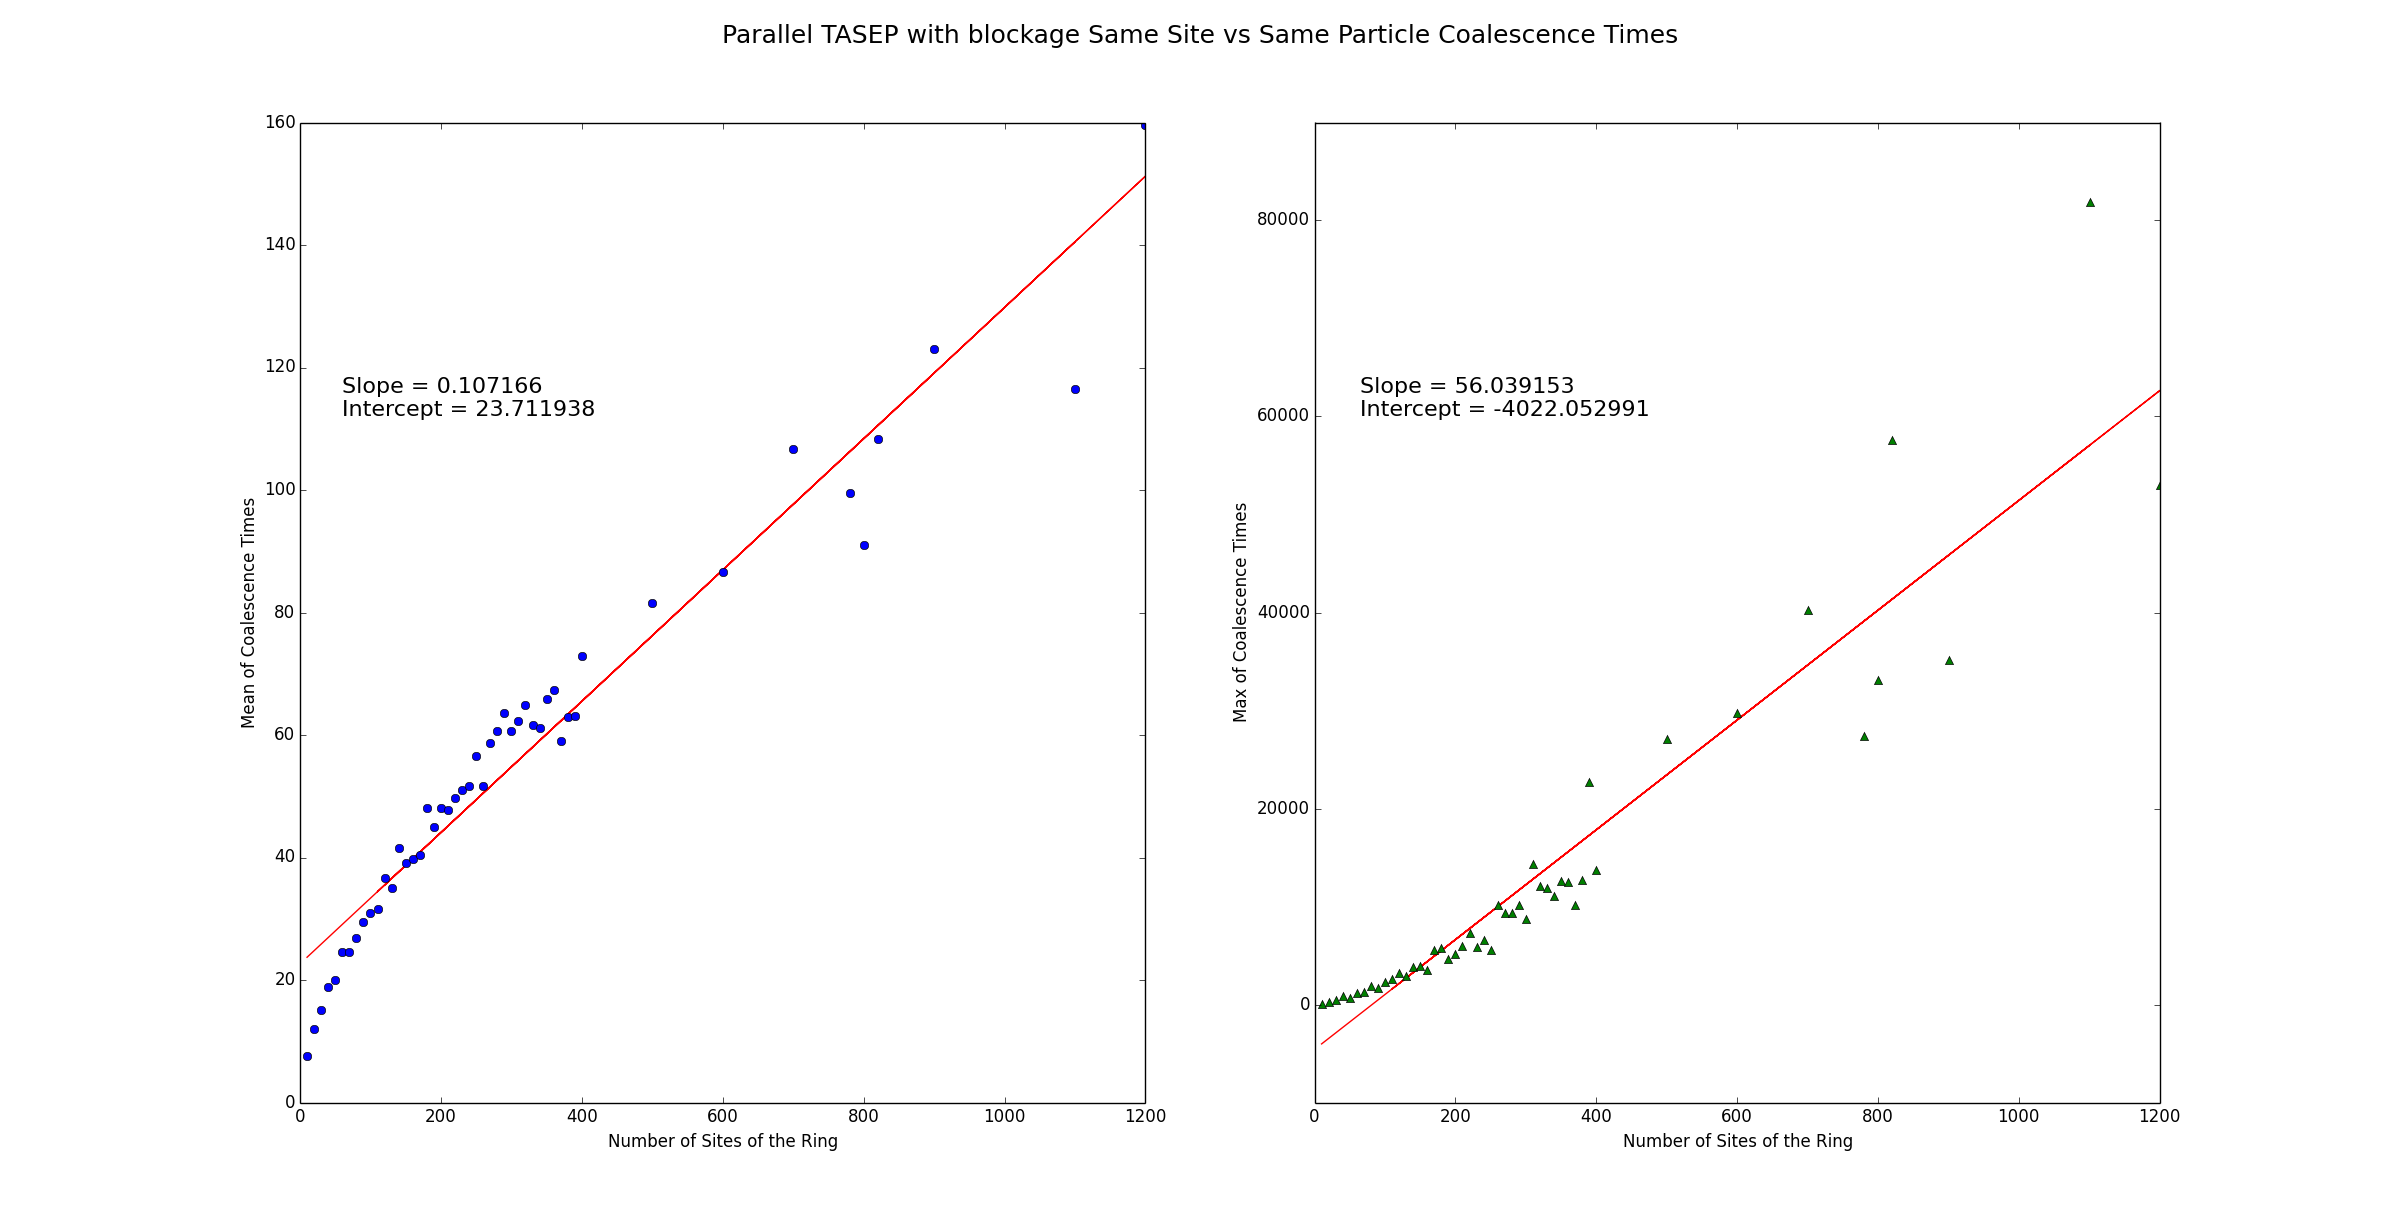 Parallel TASEP with blockage Same Site vs Same Particle Coalescence Times
160
140
120
100
80
60
40
20
0
Mean of Coalescence Times
Slope = 0.107166
Intercept = 23.711938
0 200 400 600 800 1000 1200
Number of Sites of the Ring
80000
60000
40000
20000
0
Max of Coalescence Times
Slope = 56.039153
Intercept = -4022.052991
0 200 400 600 800 1000 1200
Number of Sites of the Ring